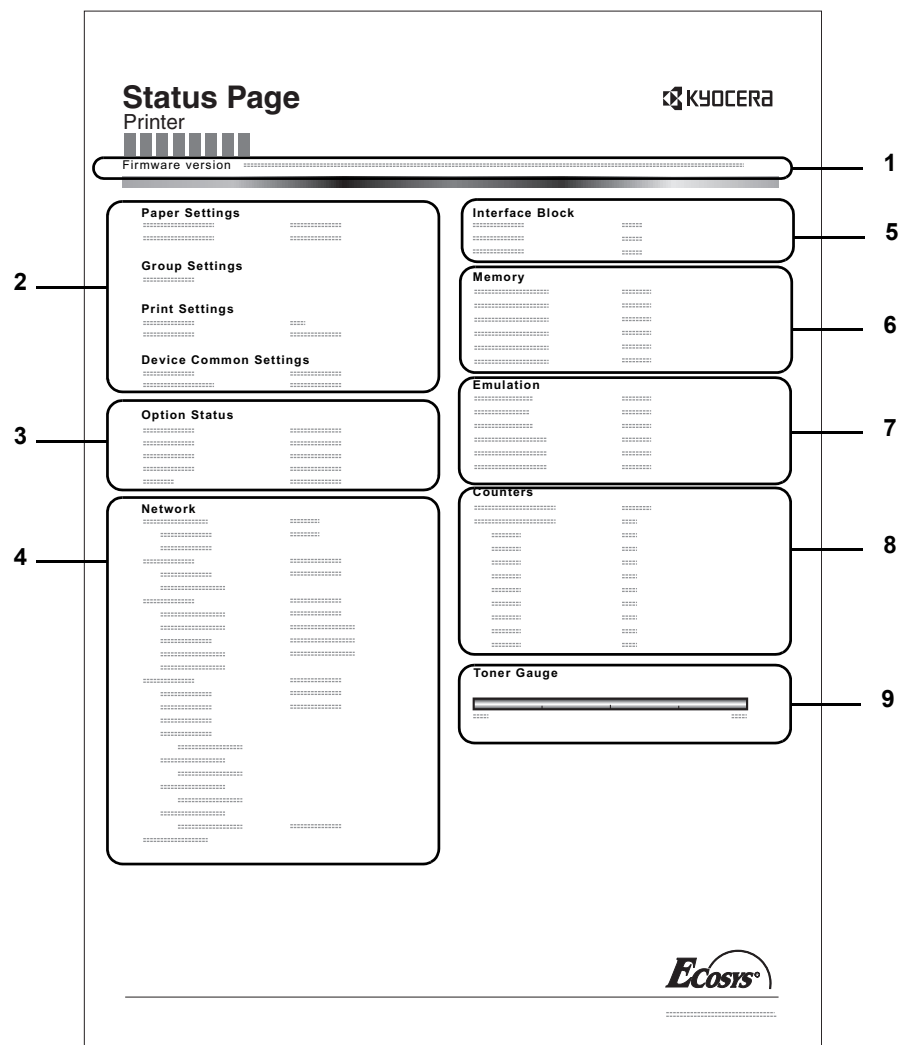 Status Page
KYOCERA
Printer
Firmware version
1
Paper Settings
Group Settings
Print Settings
Device Common Settings
2
Option Status
3
Network
4
Interface Block
5
Memory
6
Emulation
7
Counters
8
Toner Gauge
9
ECOSYS